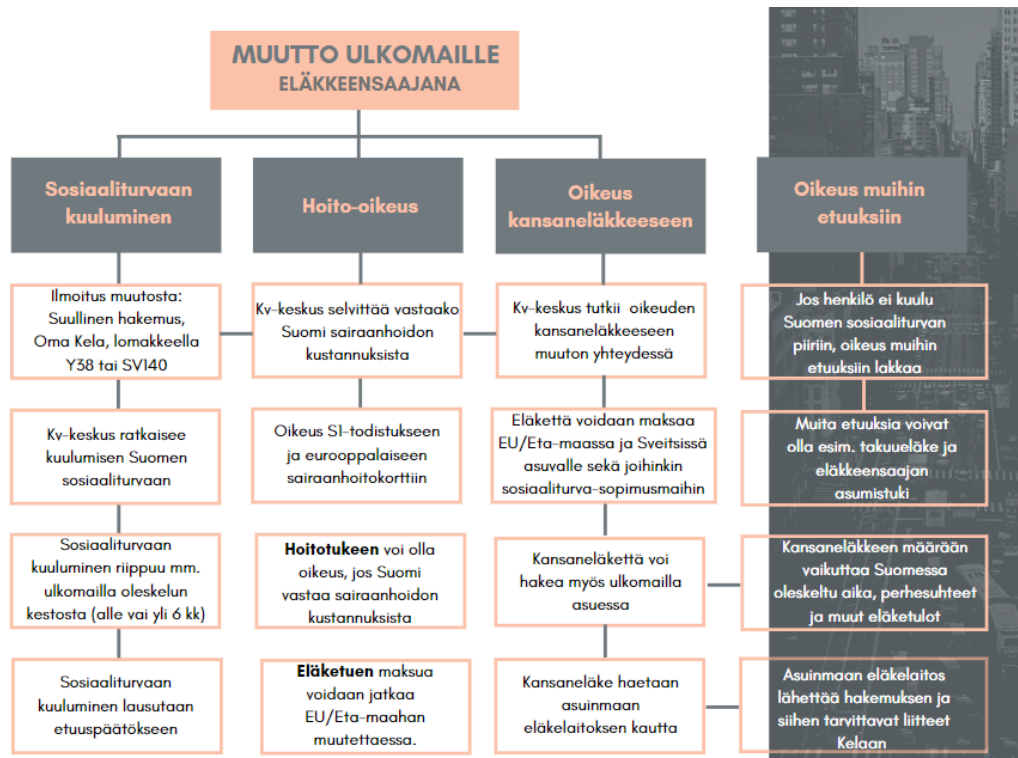 MUUTTO ULKOMAILLE
ELÄKKEENSAAJANA
Sosiaaliturvaan
kuuluminen
Ilmoitus muutosta:
Suullinen hakemus,
Oma Kela, lomakkeella
Y38 tai SV140
Kv-keskus ratkaisee
kuulumisen Suomen
sosiaaliturvaan
Sosiaaliturvaan
kuuluminen riippuu mm.
ulkomailla oleskelun
kestosta (alle vai yli 6 kk)
Sosiaaliturvaan
kuuluminen lausutaan
etuuspäätökseen
Hoito-oikeus
Kv-keskus selvittää vastaako
Suomi sairaanhoidon
kustannuksista
Oikeus S1-todistukseen
ja eurooppalaiseen
sairaanhoitokorttiin
Hoitotukeen voi olla
oikeus, jos Suomi
vastaa sairaanhoidon
kustannuksista
Eläketuen maksua
voidaan jatkaa
EU/Eta-maahan
muutettaessa.
Oikeus
kansaneläkkeeseen
Kv-keskus tutkii oikeuden
kansaneläkkeeseen
muuton yhteydessä
Eläkettä voidaan maksaa
EU/Eta-maassa ja Sveitsissä
asuvalle sekä joihinkin
sosiaaliturva-sopimusmaihin
Kansaneläkettä voi
hakea myös ulkomailla
asuessa
Kansaneläke haetaan
asuinmaan
eläkelaitoksen kautta
Oikeus muihin
etuuksiin
Jos henkilö ei kuulu
Suomen sosiaaliturvan
piiriin, oikeus muihin
etuuksiin lakkaa
Muita etuuksia voivat
olla esim. takuueläke ja
eläkkeensaajan
asumistuki
Kansaneläkkeen määrään
vaikuttaa Suomessa
oleskeltu aika, perhesuhteet
ja muut eläketulot
Asuinmaan eläkelaitos
lähettää hakemuksen ja
siihen tarvittavat liitteet
Kelaan